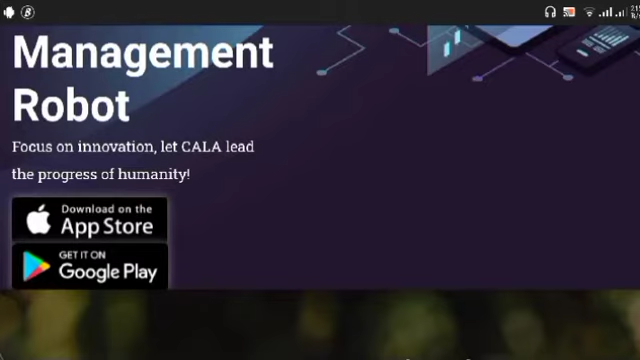 Management
Robot
Focus on innovation, let CALA lead
the progress of humanity!
Download on the
App Store
GET IT ON
Google Play